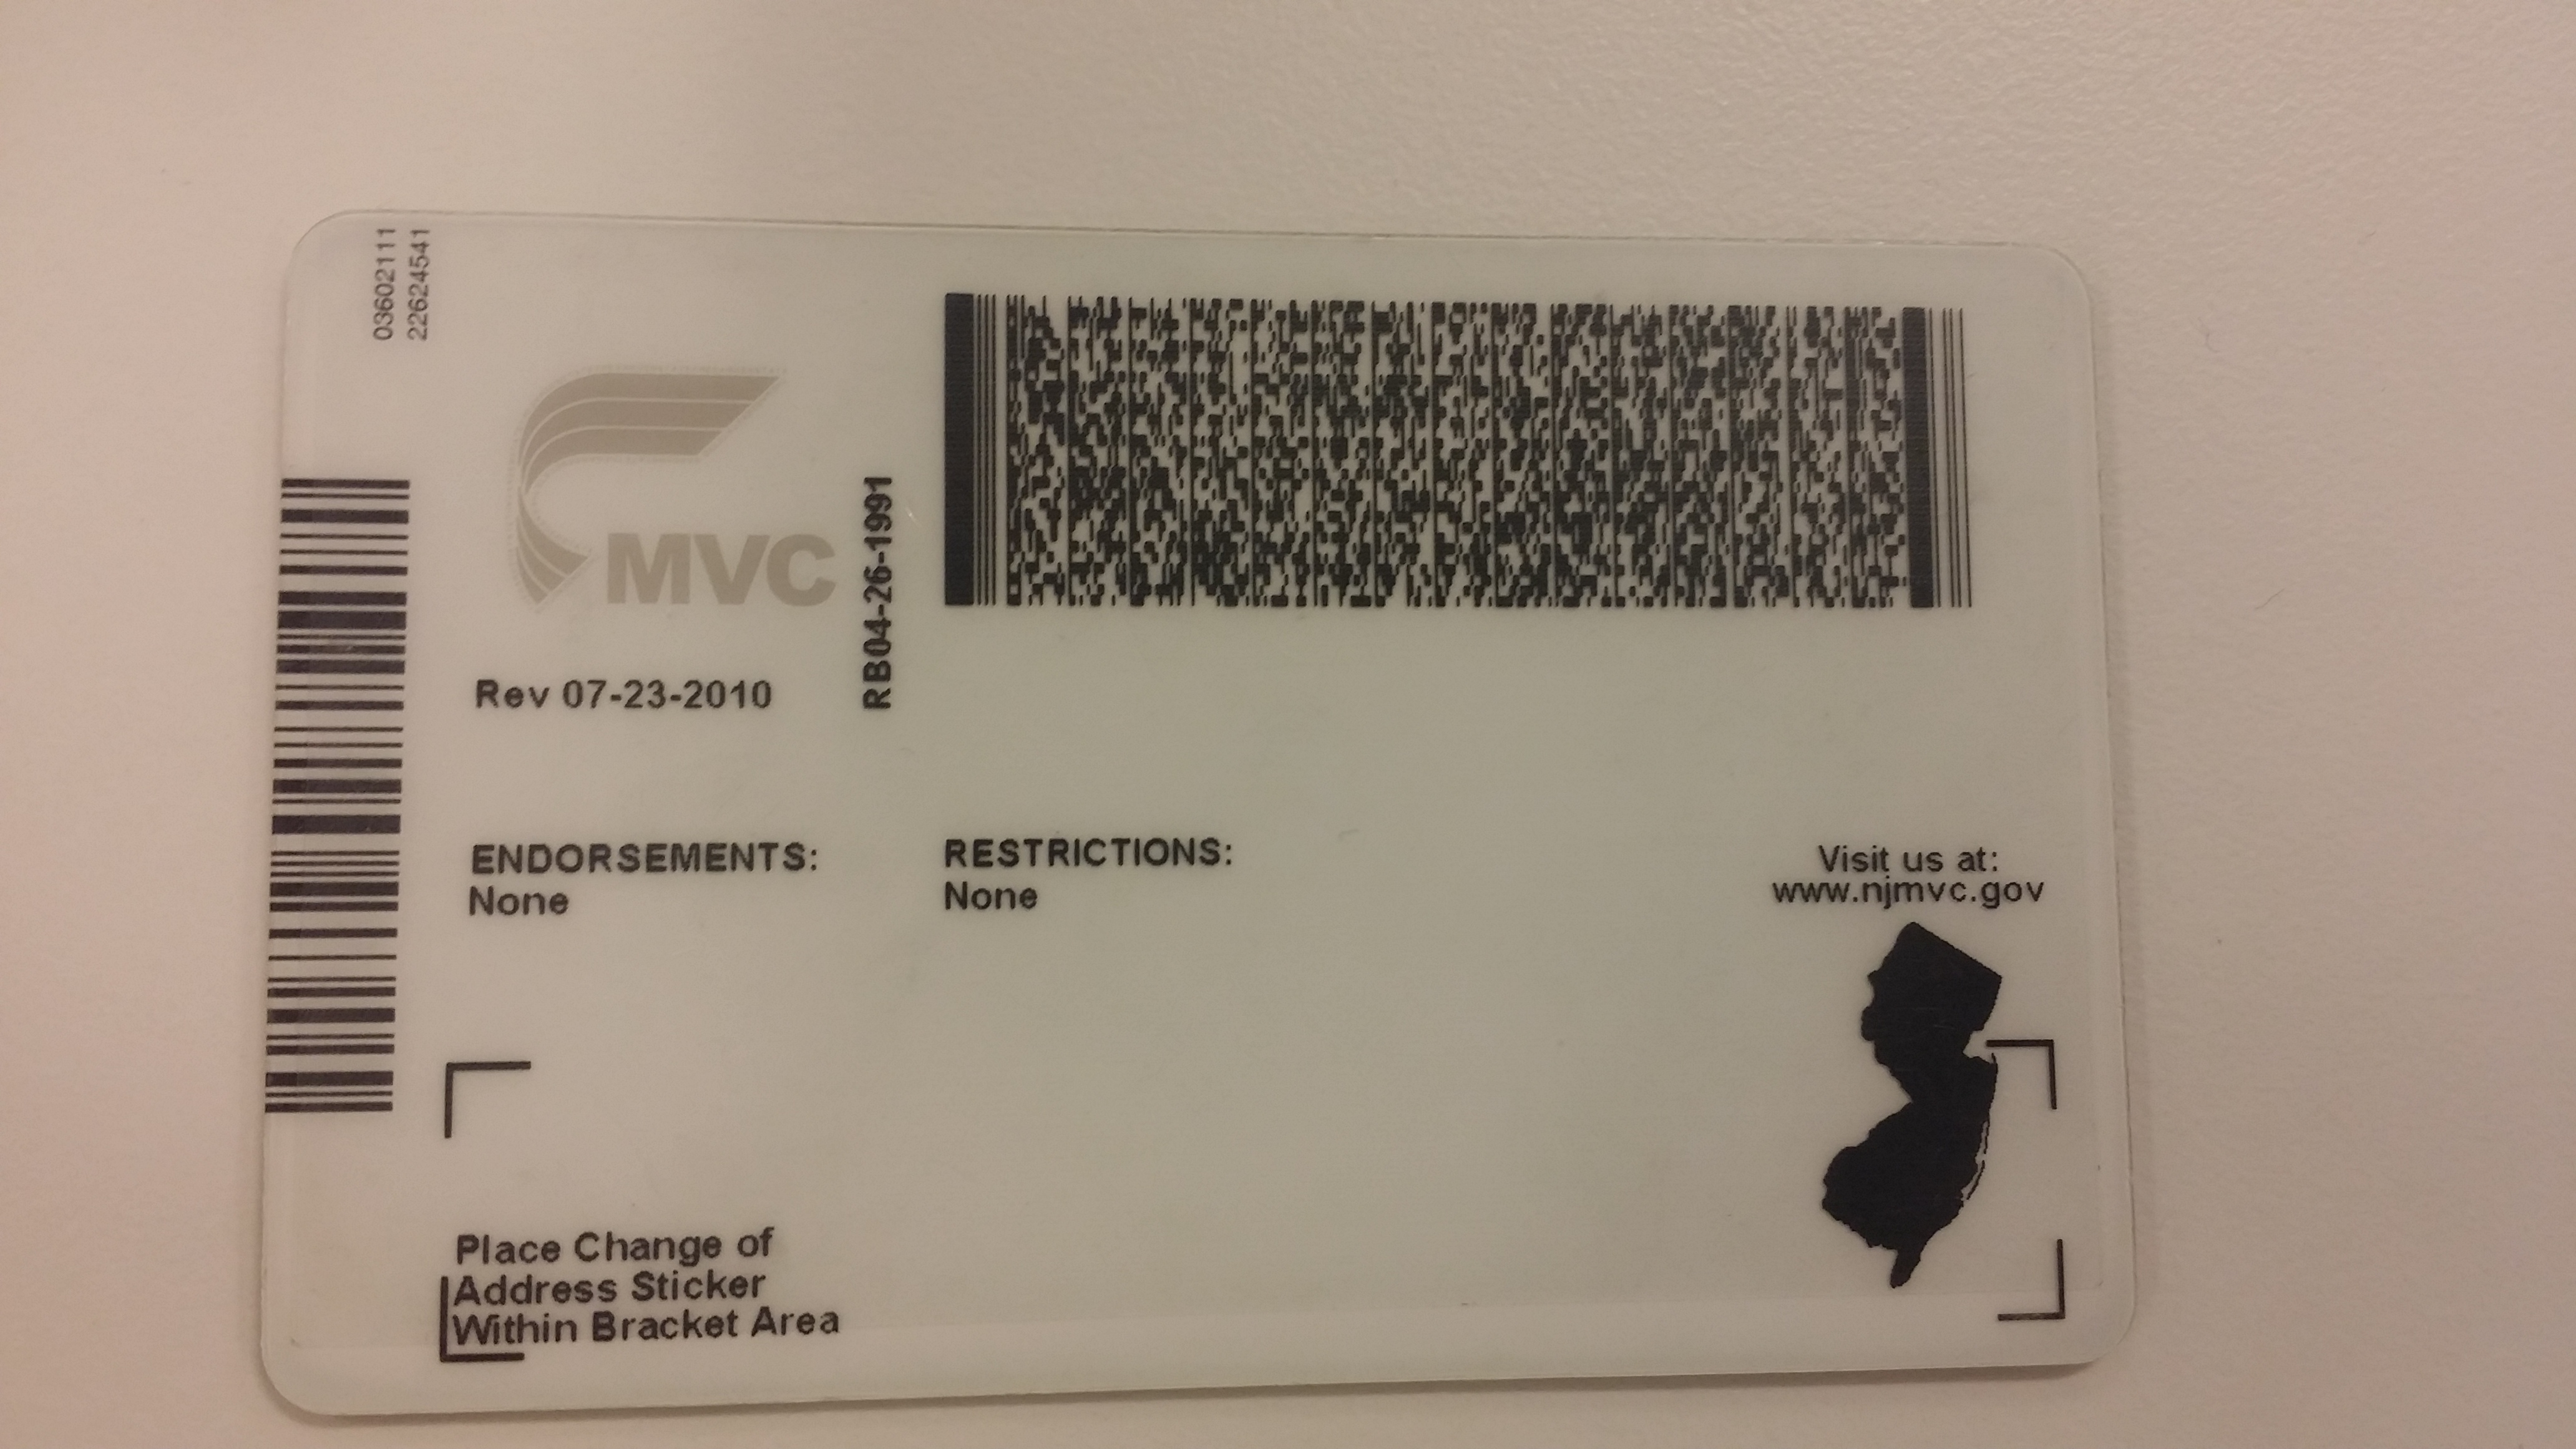 03602111
22624541
MVC
RB04-26-1991
Rev 07-23-2010
ENDORSEMENTS:
None
RESTRICTIONS:
None
Visit us at:
www.njmvc.gov
Place Change of
Address Sticker
Within Bracket Area